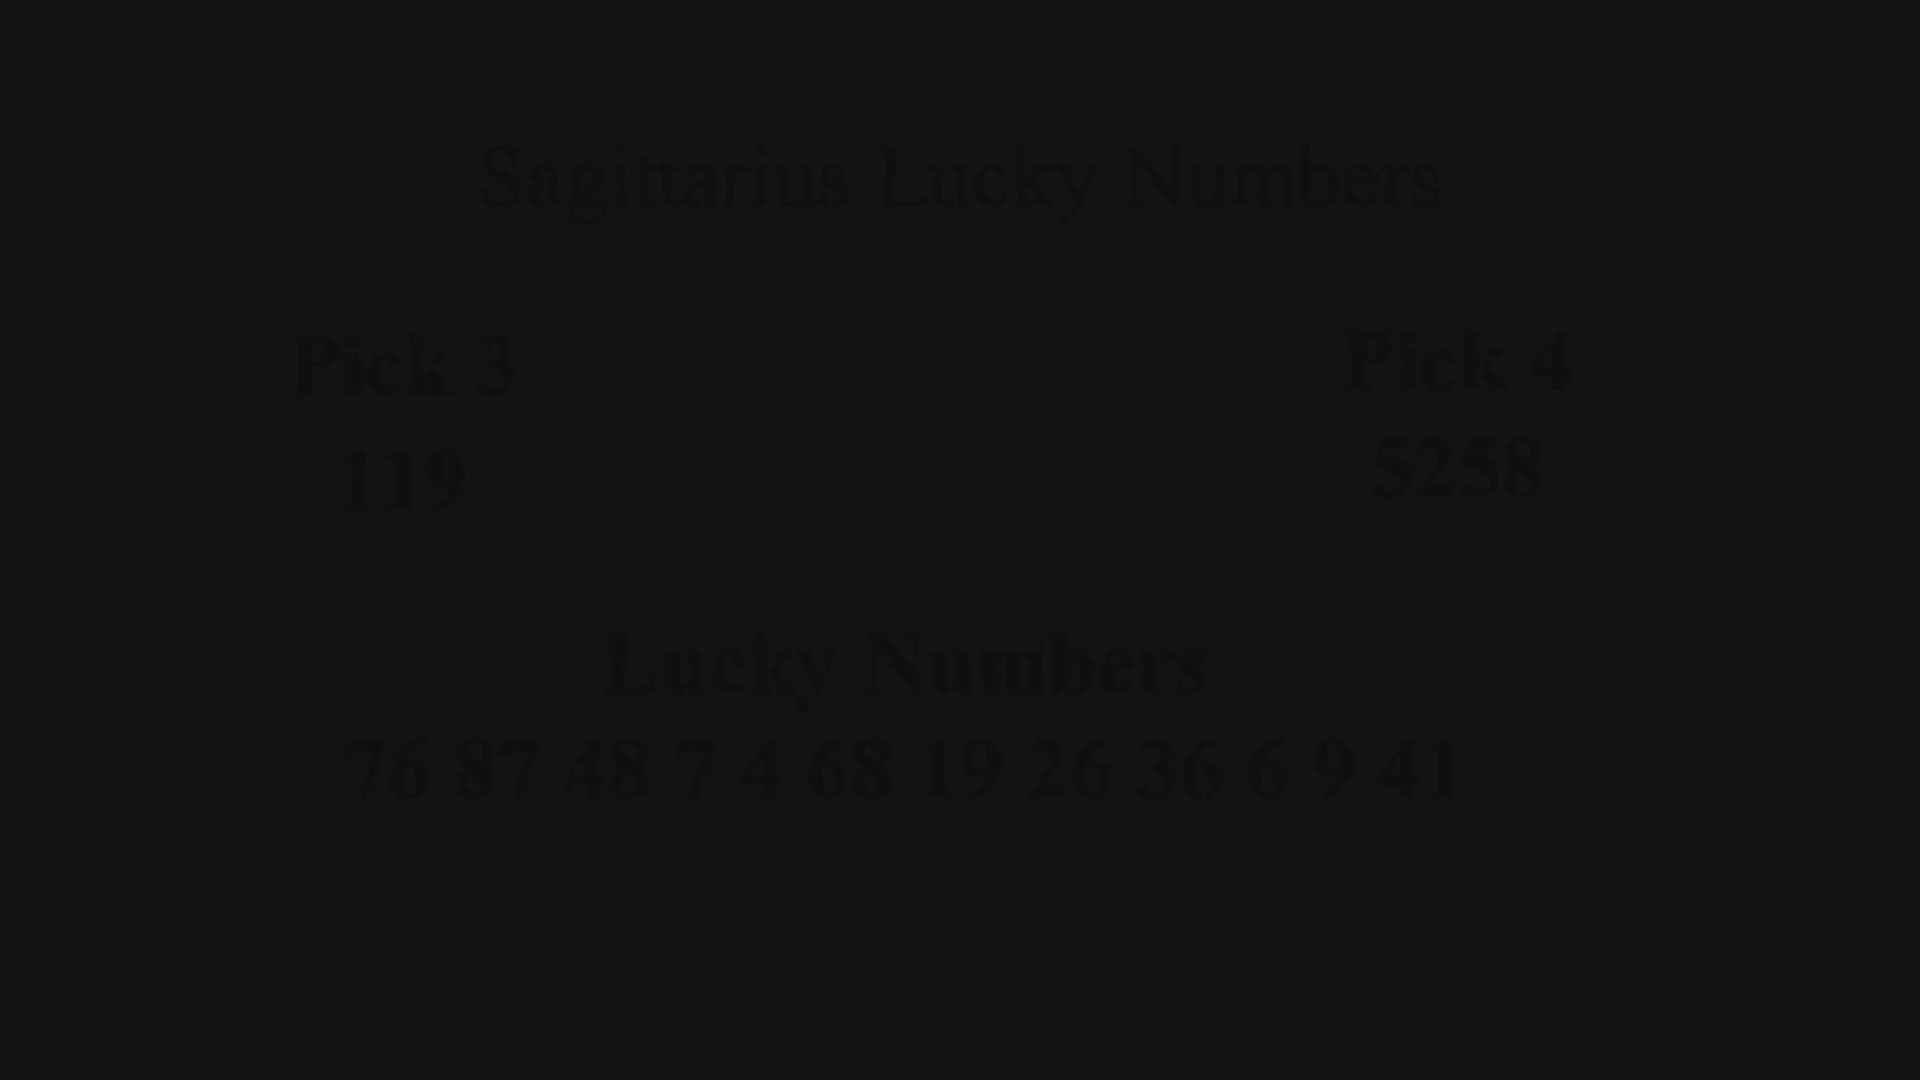 Sagittarius Lucky Numbers
Pick 3
119
Pick 4
5258
Lucky Numbers
76 87 48 7 4 68 19 26 36 6 9 41